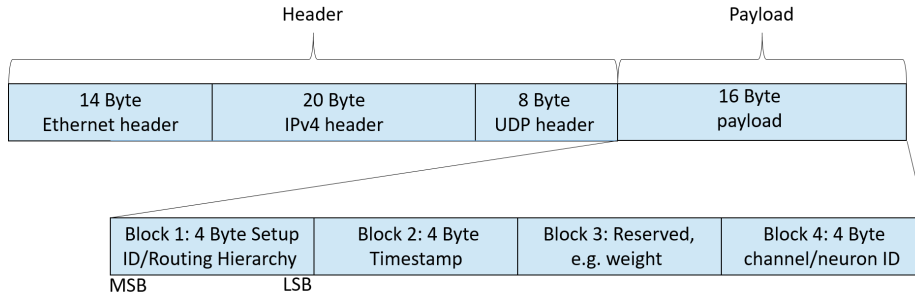 Header
Payload
14 Byte
Ethernet header
20 Byte
IPv4 header
8 Byte
UDP header
16 Byte
payload
Block 1: 4 Byte Setup
ID/Routing Hierarchy
Block 2: 4 Byte
Timestamp
Block 3: Reserved,
e.g. weight
Block 4: 4 Byte
channel/neuron ID
MSB
LSB